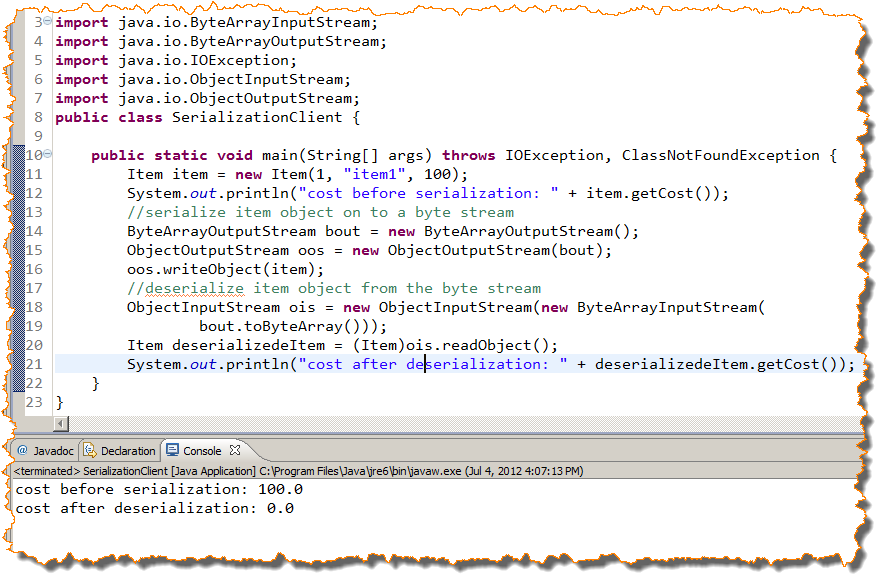 3 import java.io.ByteArrayInputStream;
4 import java.io.ByteArrayOutputStream;
5 import java.io.IOException;
6 import java.io.ObjectInputStream;
7 import java.io.ObjectOutputStream;
8 public class SerializationClient {
9
10     public static void main(String[] args) throws IOException, ClassNotFoundException {
11         Item item = new Item(1, "item1", 100);
12         System.out.println("cost before serialization: " + item.getCost());
13         //serialize item object on to a byte stream
14         ByteArrayOutputStream bout = new ByteArrayOutputStream();
15         ObjectOutputStream oos = new ObjectOutputStream(bout);
16         oos.writeObject(item);
17         //deserialize item object from the byte stream
18         ObjectInputStream ois = new ObjectInputStream(new ByteArrayInputStream(
19                 bout.toByteArray()));
20         Item deserializedeItem = (Item)ois.readObject();
21         System.out.println("cost after deserialization: " + deserializedeItem.getCost());
22     }
23 }
@ Javadoc Declaration Console
<terminated> SerializationClient [Java Application] C:\Program Files\Java\jre6\bin\javaw.exe (Jul 4, 2012 4:07:13 PM)
cost before serialization: 100.0
cost after deserialization: 0.0